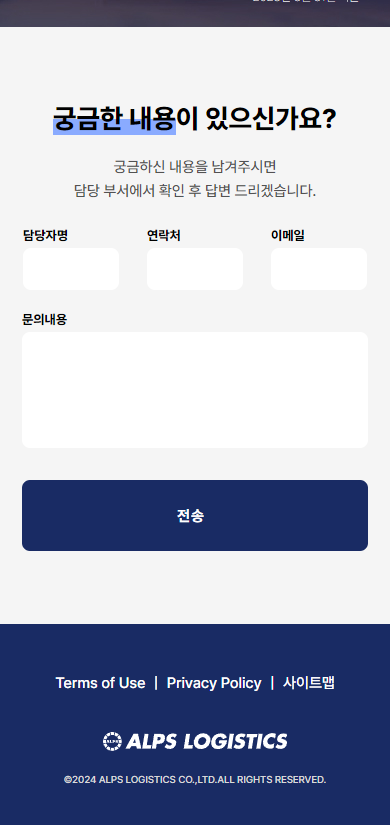 궁금한 내용이 있으신가요?
궁금하신 내용을 남겨주시면
담당 부서에서 확인 후 답변 드리겠습니다.
담당자명 연락처 이메일
문의내용
전송
Terms of Use | Privacy Policy | 사이트맵
ALPS LOGISTICS
©2024 ALPS LOGISTICS CO.,LTD.ALL RIGHTS RESERVED.